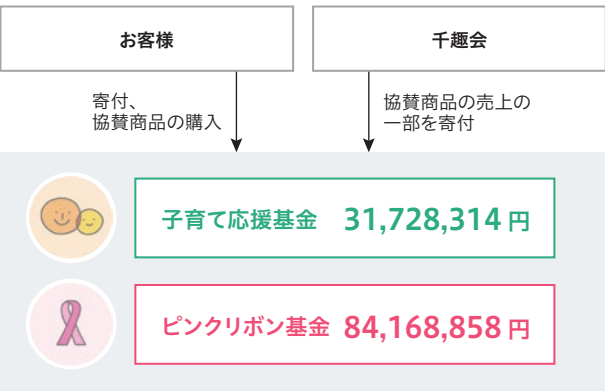 お客様
千趣会
寄付、
協賛商品の購入
協賛商品の売上の
一部を寄付
子育て応援基金 31,728,314 円
ピンクリボン基金 84,168,858 円